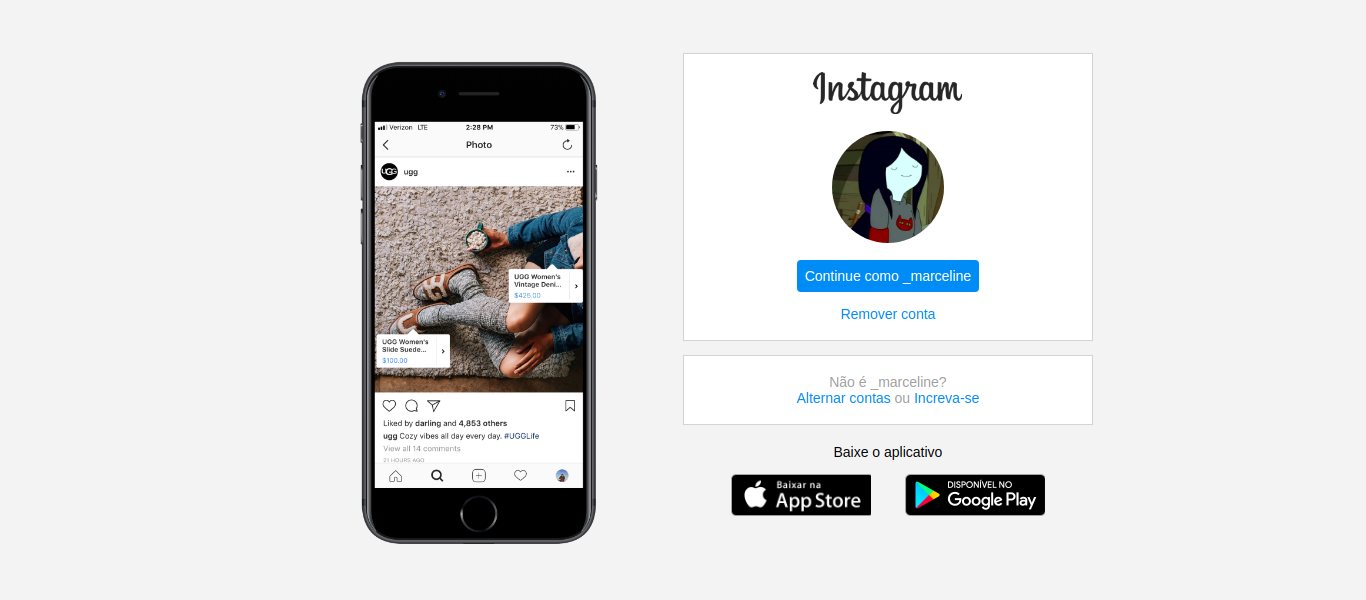 Verizon LTE 2:28 PM 73%
Photo
UGG ugg
UGG Women's
Vintage Deni...
$425.00
UGG Women's
Slide Suede...
$100.00
Liked by darling and 4,853 others
ugg Cozy vibes all day every day. #UGGLife
View all 14 comments
21 HOURS AGO
Instagram
Continue como _marceline
Remover conta
Não é _marceline?
Alternar contas ou Increva-se
Baixe o aplicativo
Baixar na
App Store
DISPONÍVEL NO
Google Play